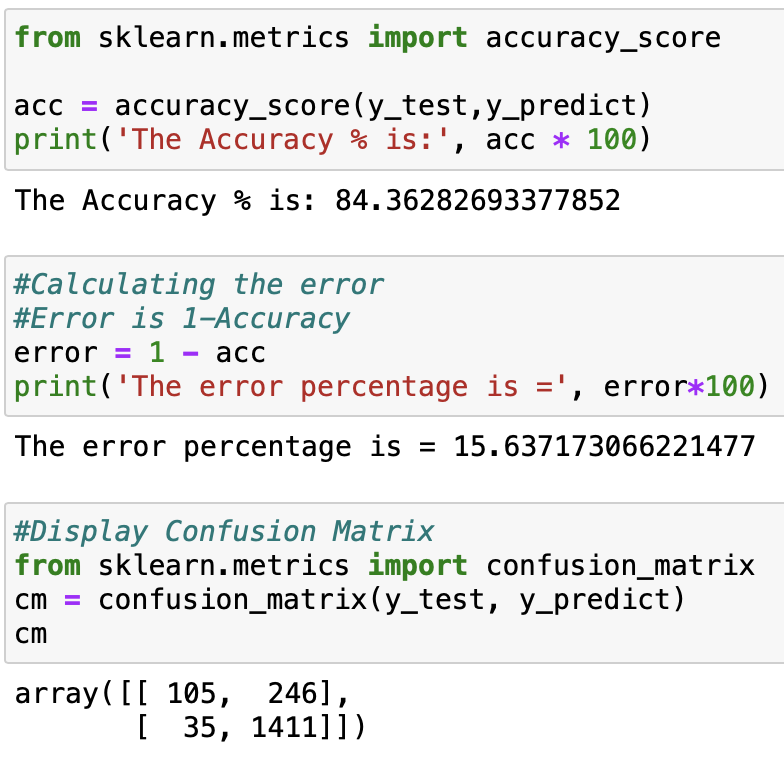 from sklearn.metrics import accuracy_score
acc = accuracy_score(y_test,y_predict)
print('The Accuracy % is:', acc * 100)
The Accuracy % is: 84.36282693377852
#Calculating the error
#Error is 1-Accuracy
error = 1 - acc
print('The error percentage is =', error*100)
The error percentage is = 15.637173066221477
#Display Confusion Matrix
from sklearn.metrics import confusion_matrix
cm = confusion_matrix(y_test, y_predict)
cm
array([[ 105,  246],
       [  35, 1411]])